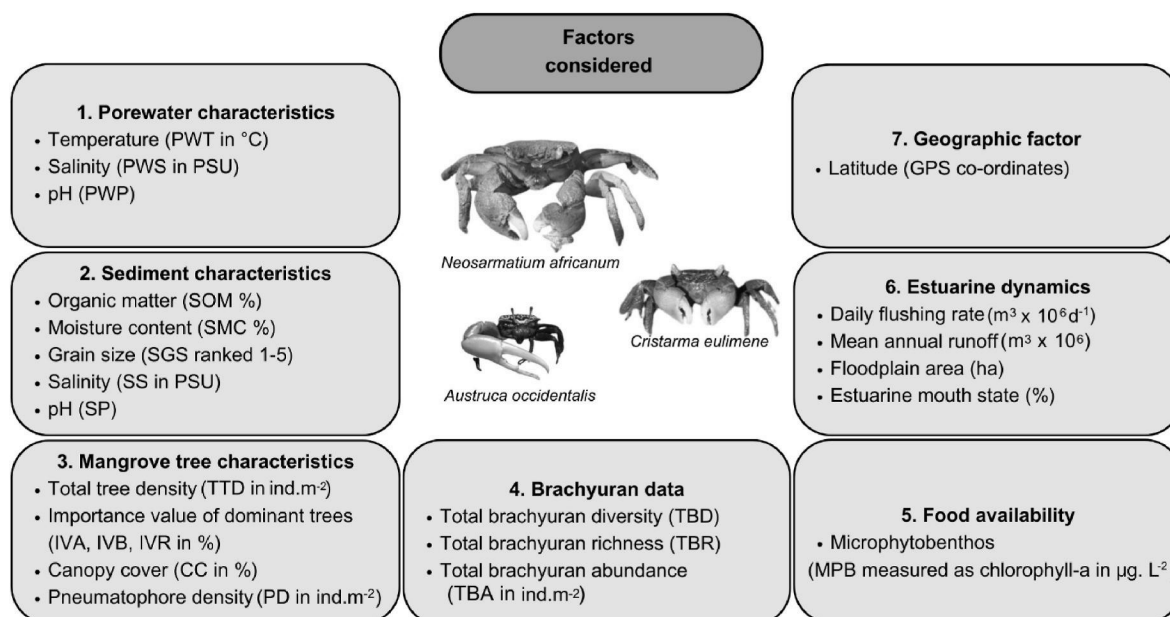 Factors
considered
1. Porewater characteristics
• Temperature (PWT in °C)
• Salinity (PWS in PSU)
• pH (PWP)
2. Sediment characteristics
• Organic matter (SOM %)
• Moisture content (SMC %)
• Grain size (SGS ranked 1-5)
• Salinity (SS in PSU)
• pH (SP)
3. Mangrove tree characteristics
• Total tree density (TTD in ind.m⁻²)
• Importance value of dominant trees
(IVA, IVB, IVR in %)
• Canopy cover (CC in %)
• Pneumatophore density (PD in ind.m⁻²)
Neosarmatium africanum
Cristarma eulimene
Austruca occidentalis
4. Brachyuran data
• Total brachyuran diversity (TBD)
• Total brachyuran richness (TBR)
• Total brachyuran abundance
(TBA in ind.m⁻²)
7. Geographic factor
• Latitude (GPS co-ordinates)
6. Estuarine dynamics
• Daily flushing rate (m³ x 10⁶d⁻¹)
• Mean annual runoff (m³ x 10⁶)
• Floodplain area (ha)
• Estuarine mouth state (%)
5. Food availability
• Microphytobenthos
(MPB measured as chlorophyll-a in µg. L⁻²